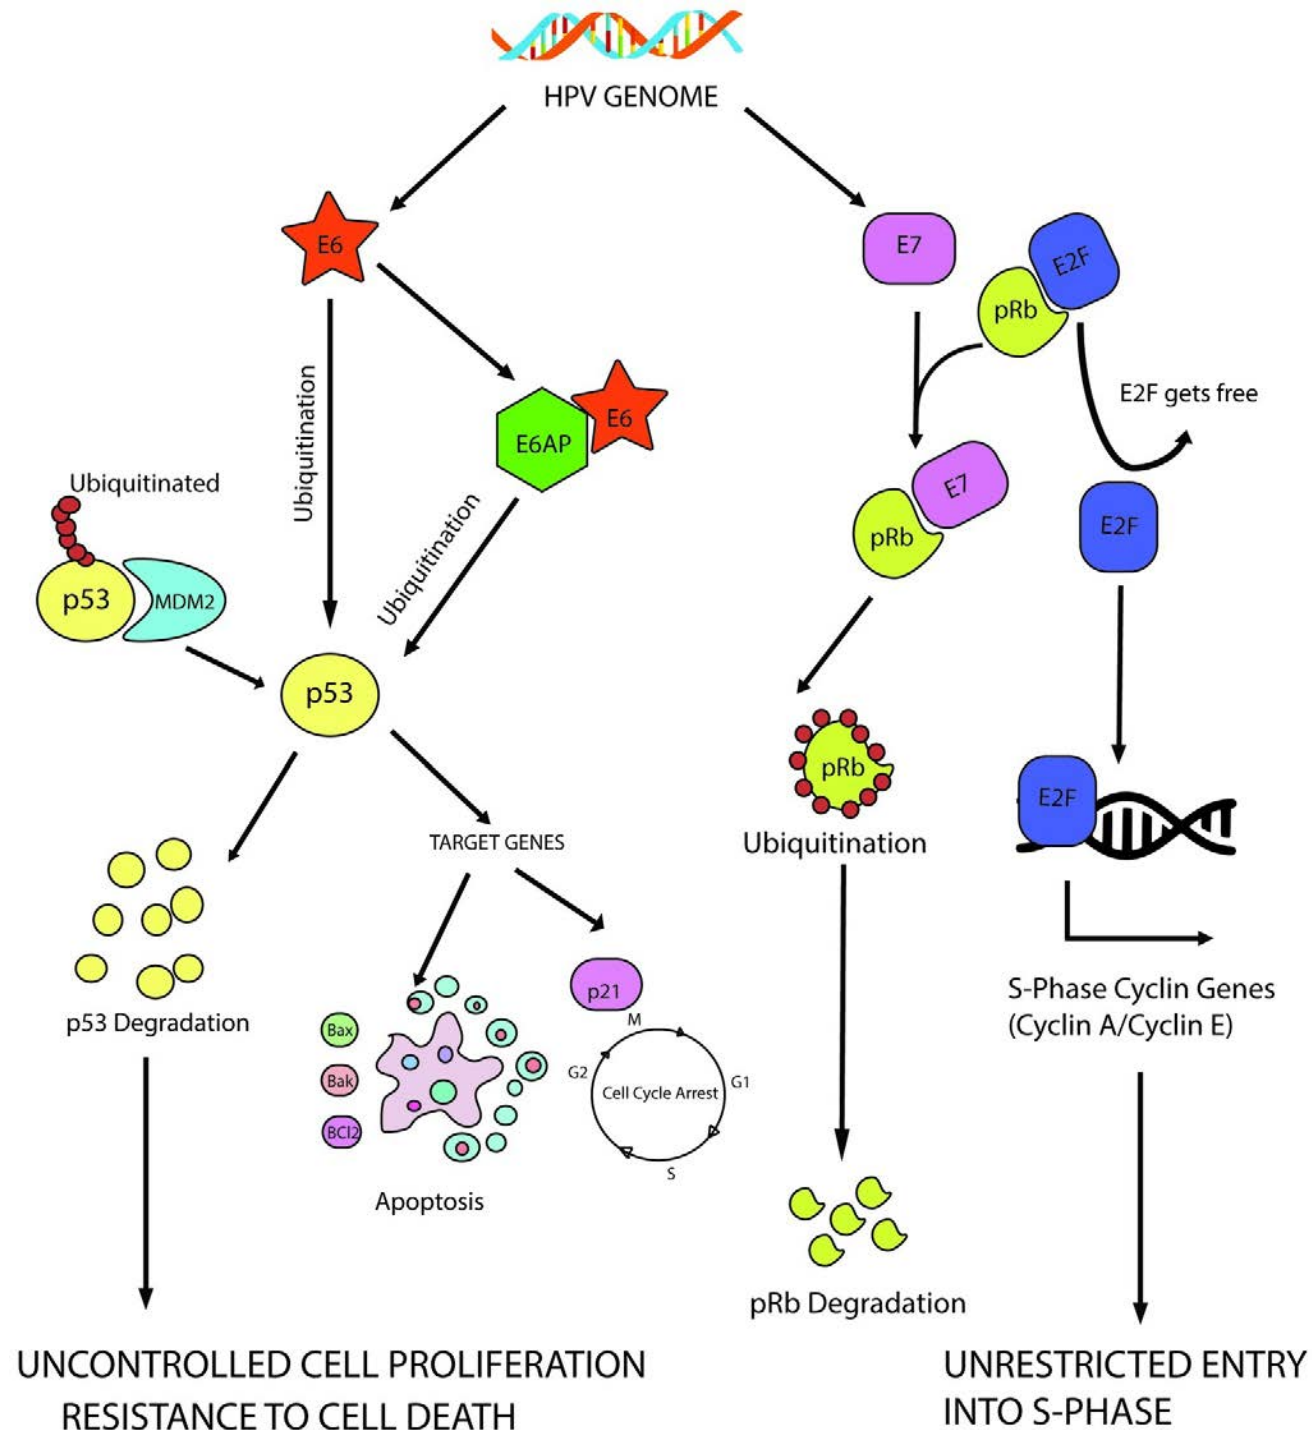 HPV GENOME
E6
E7
E2F
pRb
E2F gets free
Ubiquitination
E6AP
E6
Ubiquitination
Ubiquitinated
p53
MDM2
E7
pRb
E2F
p53
pRb
Ubiquitination
E2F
TARGET GENES
p53 Degradation
Bax
Bak
BCl2
Apoptosis
p21
M
G2
G1
Cell Cycle Arrest
S
S-Phase Cyclin Genes
(Cyclin A/Cyclin E)
pRb Degradation
UNCONTROLLED CELL PROLIFERATION
RESISTANCE TO CELL DEATH
UNRESTRICTED ENTRY
INTO S-PHASE